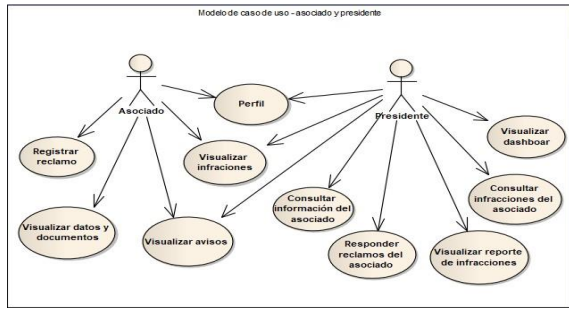 Modelo de caso de uso - asociado y presidente
Asociado
Perfil
Presidente
Registrar
reclamo
Visualizar
infraciones
Visualizar
dashboar
Visualizar datos y
documentos
Visualizar avisos
Consultar
información del
asociado
Responder
reclamos del
asociado
Consultar
infracciones del
asociado
Visualizar reporte
de infracciones